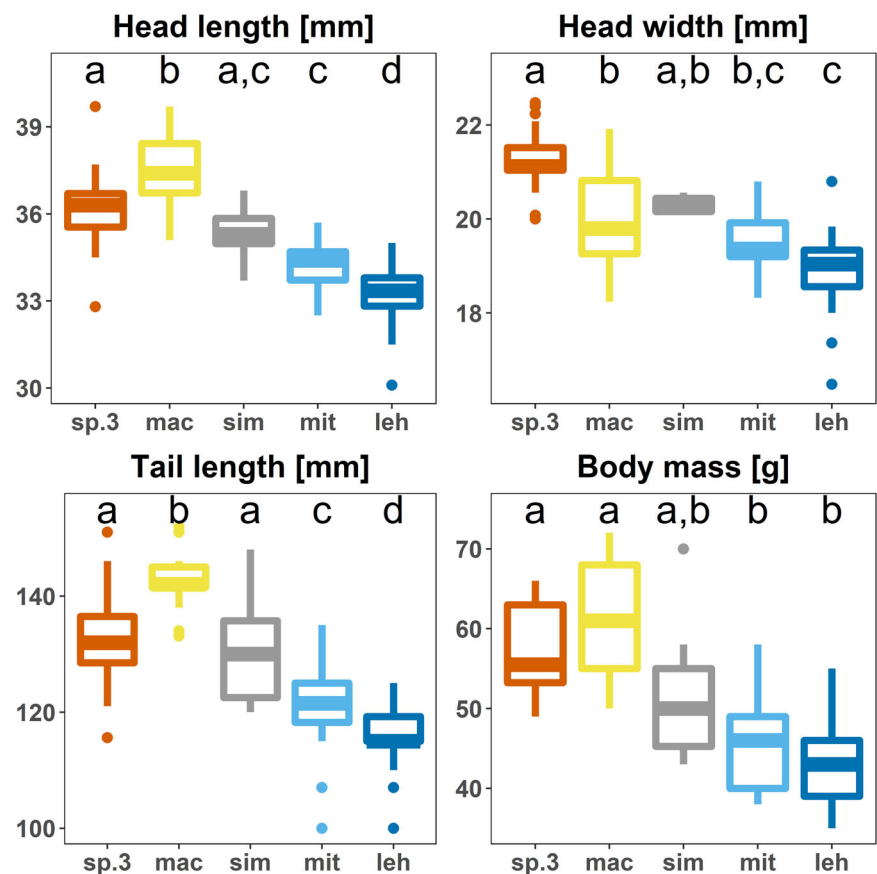 Head length [mm]
a b a,c c d
39
36
33
30
sp.3 mac sim mit leh
Head width [mm]
a b a,b b,c c
22
20
18
sp.3 mac sim mit leh
Tail length [mm]
a b a c d
140
120
100
sp.3 mac sim mit leh
Body mass [g]
a a a,b b b
70
60
50
40
sp.3 mac sim mit leh